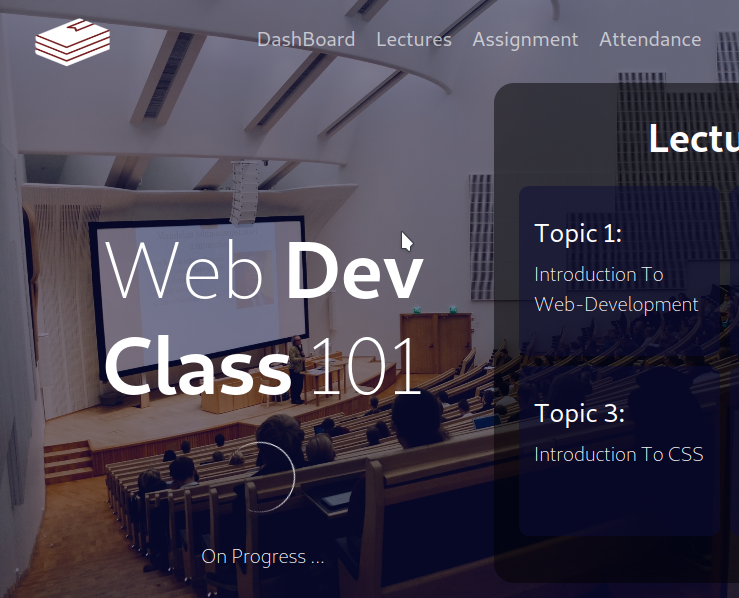 DashBoard Lectures Assignment Attendance
Web Dev
Class 101
On Progress ...
Topic 1:
Introduction To
Web-Development
Topic 3:
Introduction To CSS